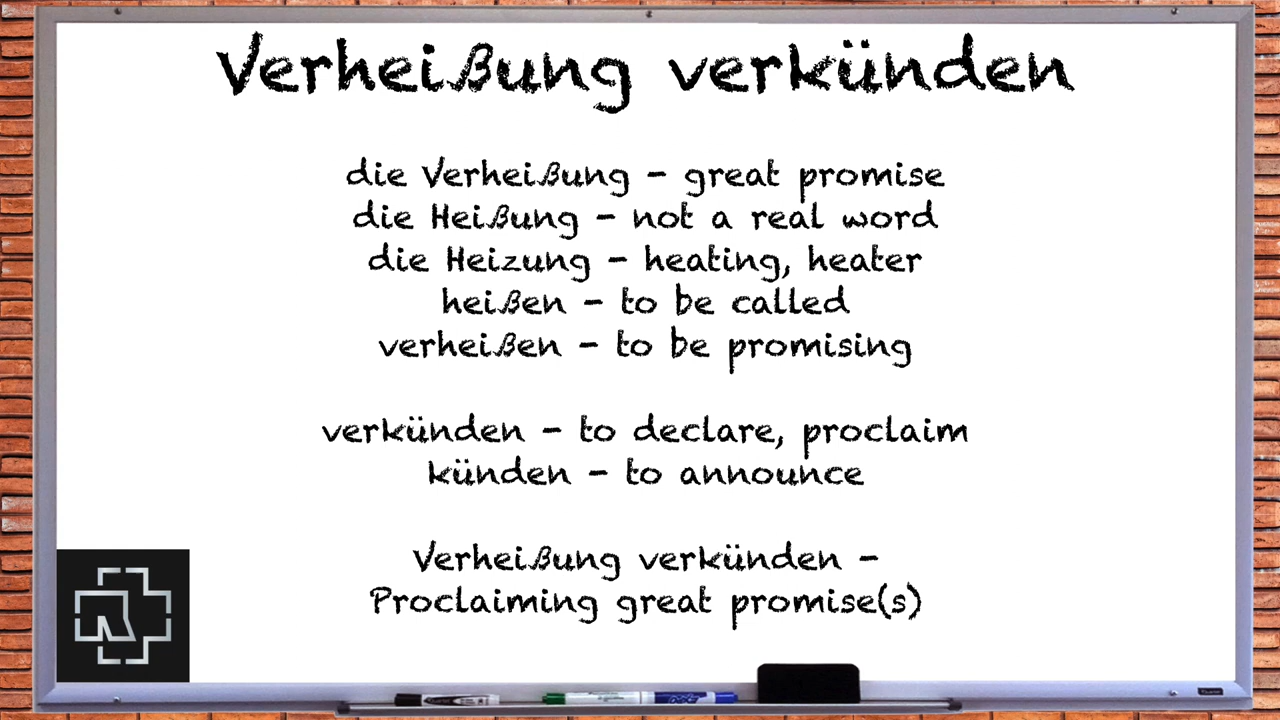 Verheißung verkünden
die Verheißung - great promise
die Heißung - not a real word
die Heizung - heating, heater
heißen - to be called
verheißen - to be promising
verkünden - to declare, proclaim
künden - to announce
Verheißung verkünden -
Proclaiming great promise(s)